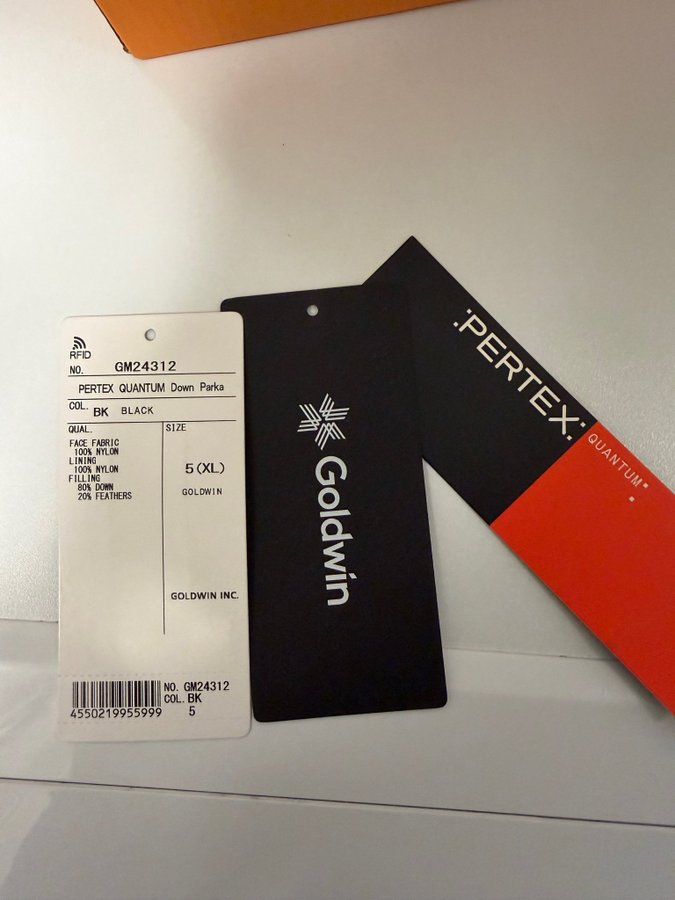 RFID
NO. GM24312
PERTEX QUANTUM Down Parka
COL. BK BLACK
QUAL.
FACE FABRIC
100% NYLON
LINING
100% NYLON
FILLING
80% DOWN
20% FEATHERS
SIZE
5(XL)
GOLDWIN
GOLDWIN INC.
4550219955999
NO. GM24312
COL. BK
5
Goldwin
PERTEX
QUANTUM